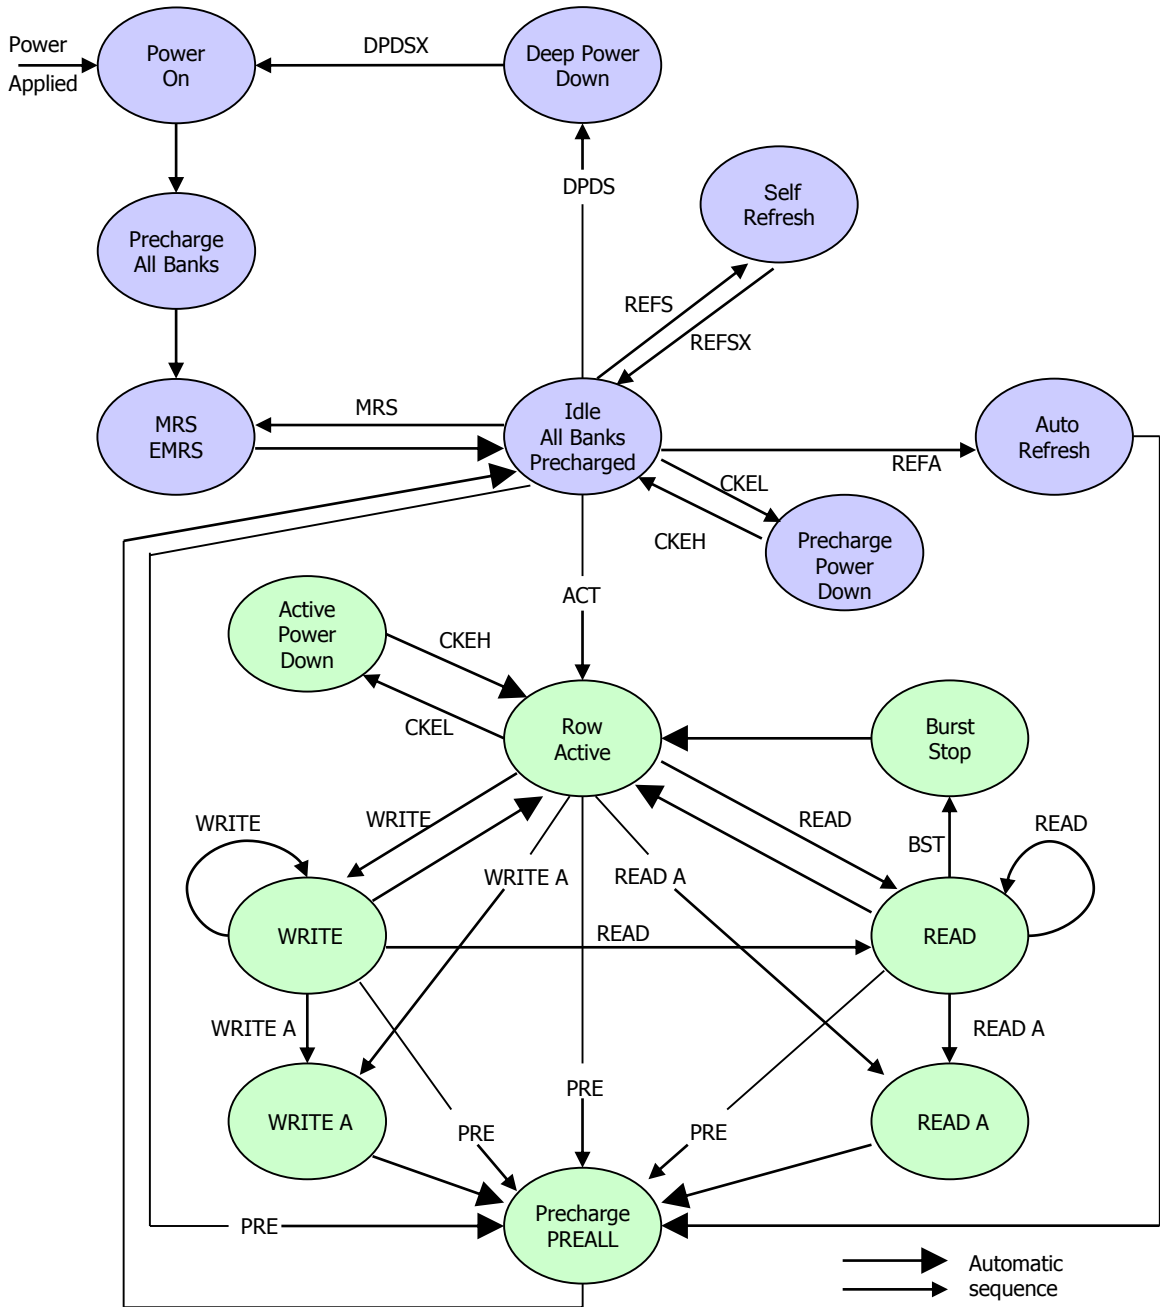 Power
Applied
Power
On
DPDSX
Deep Power
Down
DPDS
Self
Refresh
Precharge
All Banks
REFS
REFSX
MRS
EMRS
MRS
Idle
All Banks
Precharged
Auto
Refresh
REFA
CKEL
CKEH
Precharge
Power
Down
ACT
Active
Power
Down
CKEH
CKEL
Row
Active
Burst
Stop
WRITE
WRITE
READ
BST
READ
WRITE A
READ A
WRITE
READ
READ
WRITE A
READ A
WRITE A
PRE
PRE
PRE
READ A
PRE
Precharge
PREALL
Automatic
sequence